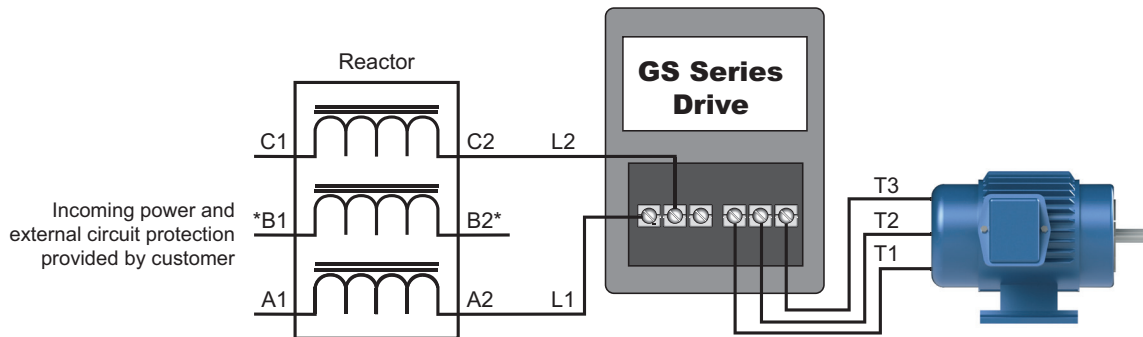 Reactor
GS Series
Drive
C1
C2
L2
*B1
B2*
A1
A2
L1
Incoming power and
external circuit protection
provided by customer
T3
T2
T1